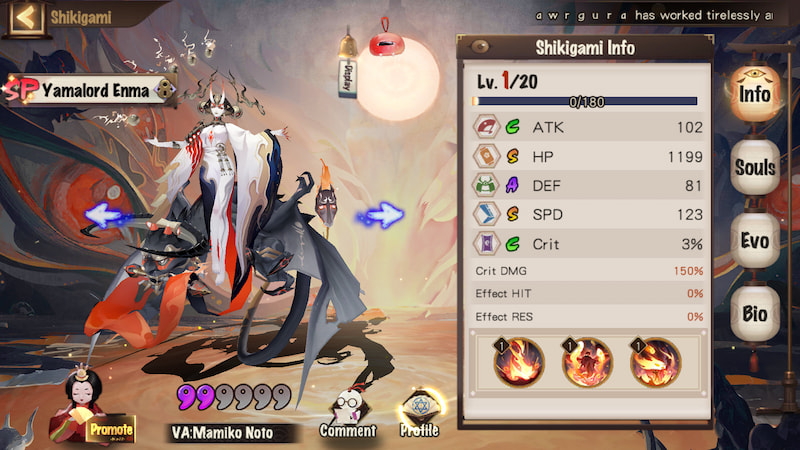 Shikigami
awrgura has worked tirelessly a
SP Yamalord Enma
Display
Shikigami Info
Lv. 1/20
0/180
C ATK 102
S HP 1199
A DEF 81
S SPD 123
C Crit 3%
Crit DMG 150%
Effect HIT 0%
Effect RES 0%
1 1 1
Info
Souls
Evo
Bio
Promote
VA:Mamiko Noto
Comment
Profile